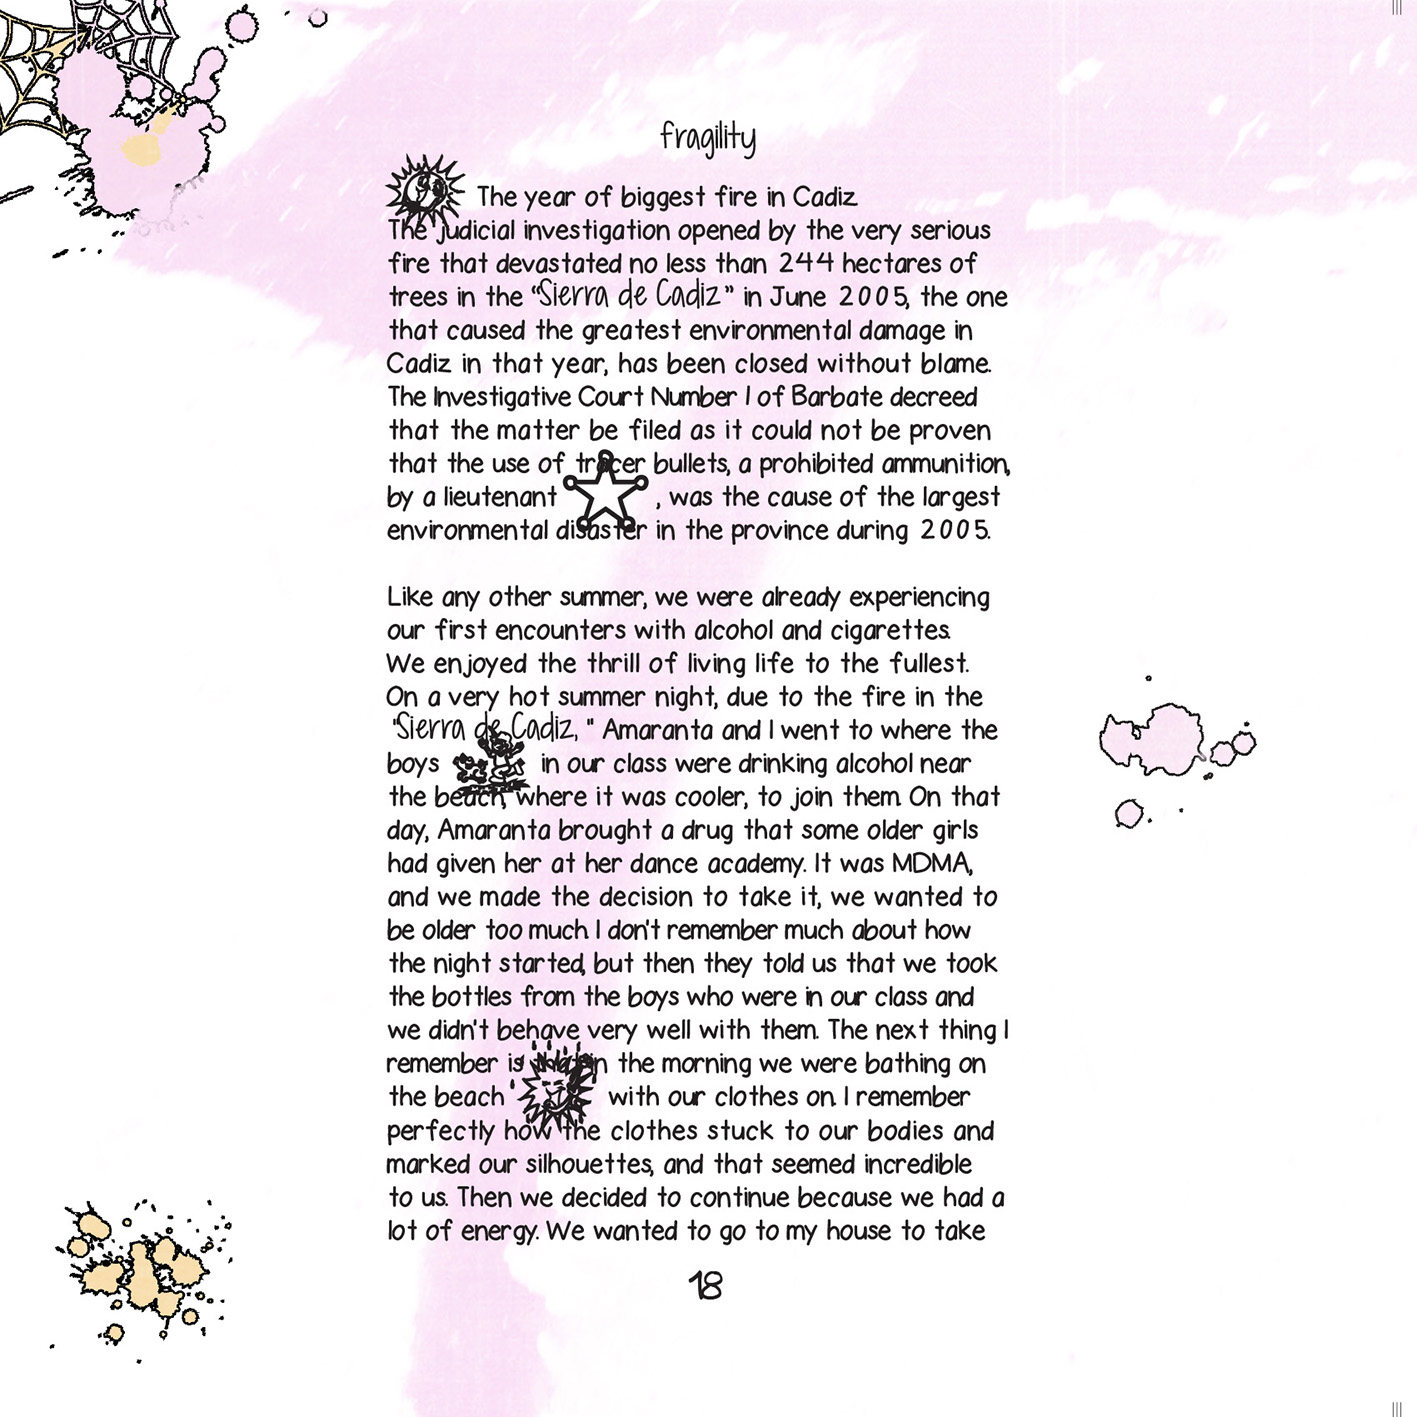 fragility
The year of biggest fire in Cadiz.
The judicial investigation opened by the very serious
fire that devastated no less than 244 hectares of
trees in the "Sierra de Cadiz" in June 2005, the one
that caused the greatest environmental damage in
Cadiz in that year, has been closed without blame.
The Investigative Court Number 1 of Barbate decreed
that the matter be filed as it could not be proven
that the use of tracer bullets, a prohibited ammunition,
by a lieutenant , was the cause of the largest
environmental disaster in the province during 2005.
Like any other summer, we were already experiencing
our first encounters with alcohol and cigarettes.
We enjoyed the thrill of living life to the fullest.
On a very hot summer night, due to the fire in the
"Sierra de Cadiz, " Amaranta and I went to where the
boys in our class were drinking alcohol near
the beach, where it was cooler, to join them. On that
day, Amaranta brought a drug that some older girls
had given her at her dance academy. It was MDMA,
and we made the decision to take it, we wanted to
be older too much. I don't remember much about how
the night started, but then they told us that we took
the bottles from the boys who were in our class and
we didn't behave very well with them. The next thing I
remember is that in the morning we were bathing on
the beach with our clothes on. I remember
perfectly how the clothes stuck to our bodies and
marked our silhouettes, and that seemed incredible
to us. Then we decided to continue because we had a
lot of energy. We wanted to go to my house to take
18